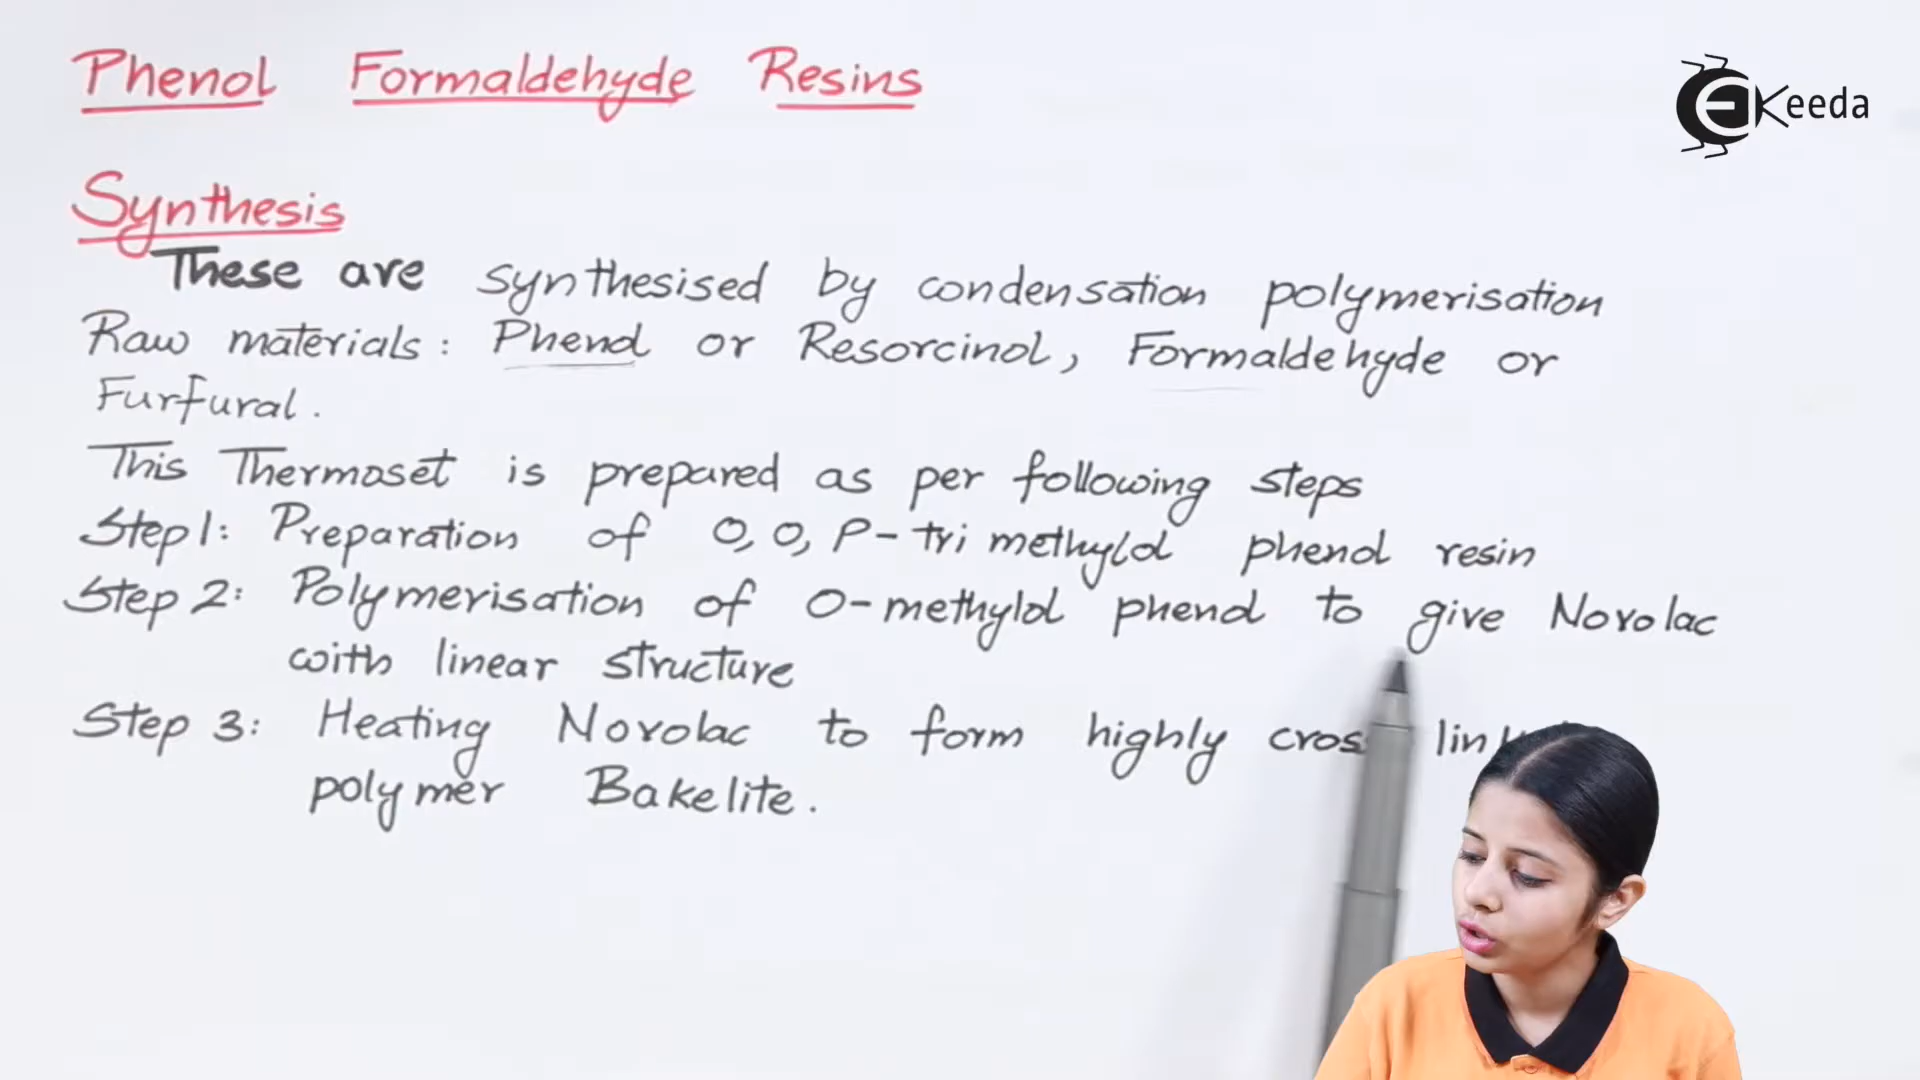 Phenol Formaldehyde Resins
EKeeda
Synthesis
These are synthesised by condensation polymerisation
Raw materials: Phenol or Resorcinol, Formaldehyde or
Furfural.
This Thermoset is prepared as per following steps
Step 1: Preparation of O, O, P- tri methylol phenol resin
Step 2: Polymerisation of O-methylol phenol to give Novolac
with linear structure
Step 3: Heating Novolac to form highly cross
polymer Bakelite.